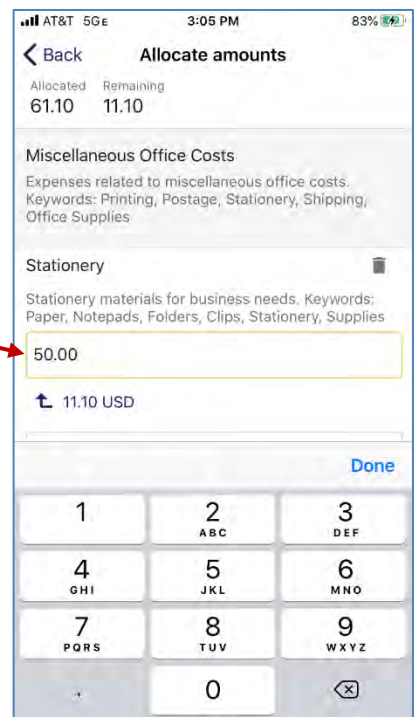 AT&T 5GE 3:05 PM 83%
Back Allocate amounts
Allocated Remaining
61.10 11.10
Miscellaneous Office Costs
Expenses related to miscellaneous office costs.
Keywords: Printing, Postage, Stationery, Shipping,
Office Supplies
Stationery
Stationery materials for business needs. Keywords:
Paper, Notepads, Folders, Clips, Stationery, Supplies
50.00
11.10 USD
Done
1 2 3
ABC DEF
4 5 6
GHI JKL MNO
7 8 9
PQRS TUV WXYZ
. 0